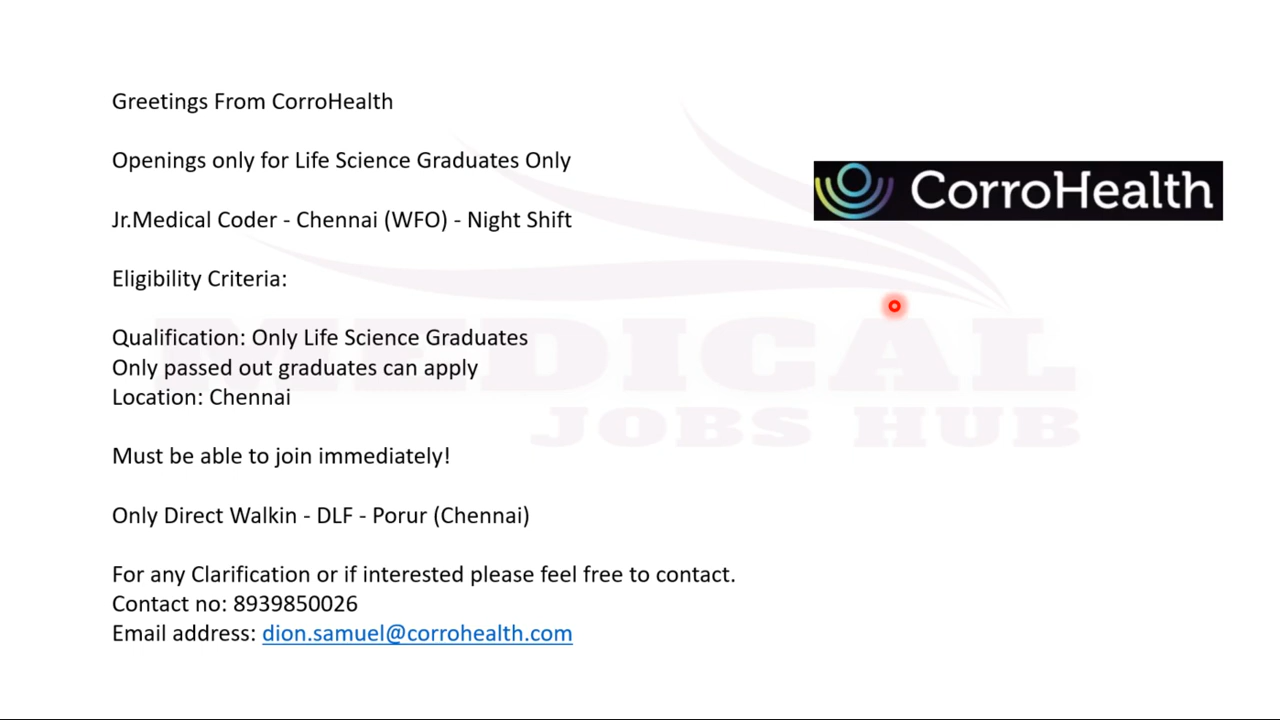 Greetings From CorroHealth
Openings only for Life Science Graduates Only
CorroHealth
Jr.Medical Coder - Chennai (WFO) - Night Shift
Eligibility Criteria:
Qualification: Only Life Science Graduates
Only passed out graduates can apply
Location: Chennai
MEDICAL
JOBS HUB
Must be able to join immediately!
Only Direct Walkin - DLF - Porur (Chennai)
For any Clarification or if interested please feel free to contact.
Contact no: 8939850026
Email address: dion.samuel@corrohealth.com